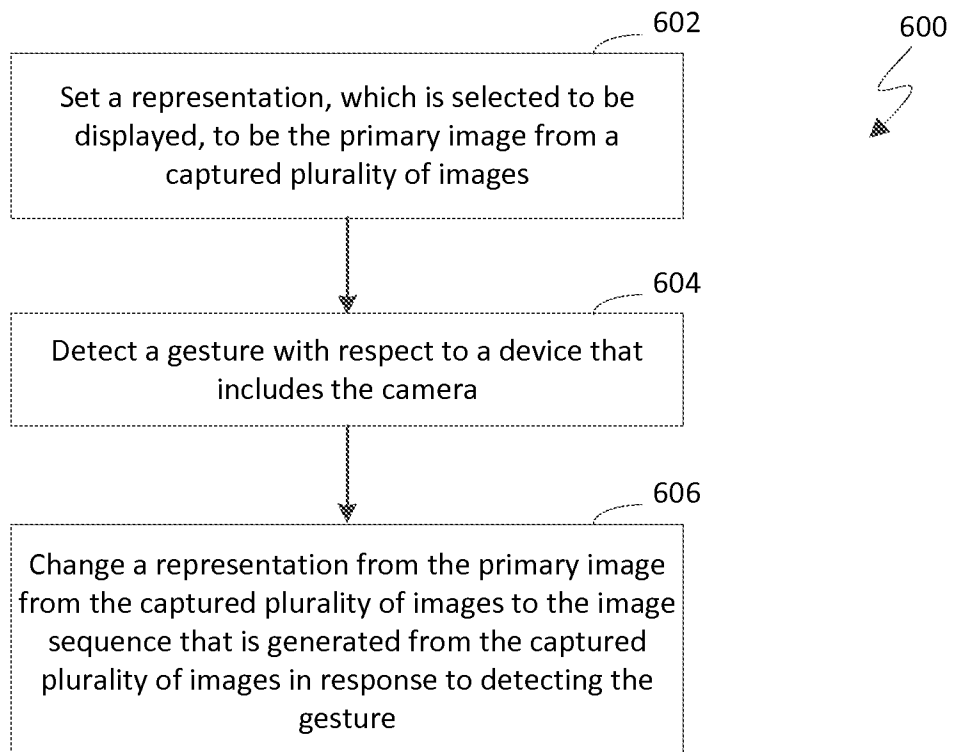 602
600
Set a representation, which is selected to be
displayed, to be the primary image from a
captured plurality of images
604
Detect a gesture with respect to a device that
includes the camera
606
Change a representation from the primary image
from the captured plurality of images to the image
sequence that is generated from the captured
plurality of images in response to detecting the
gesture